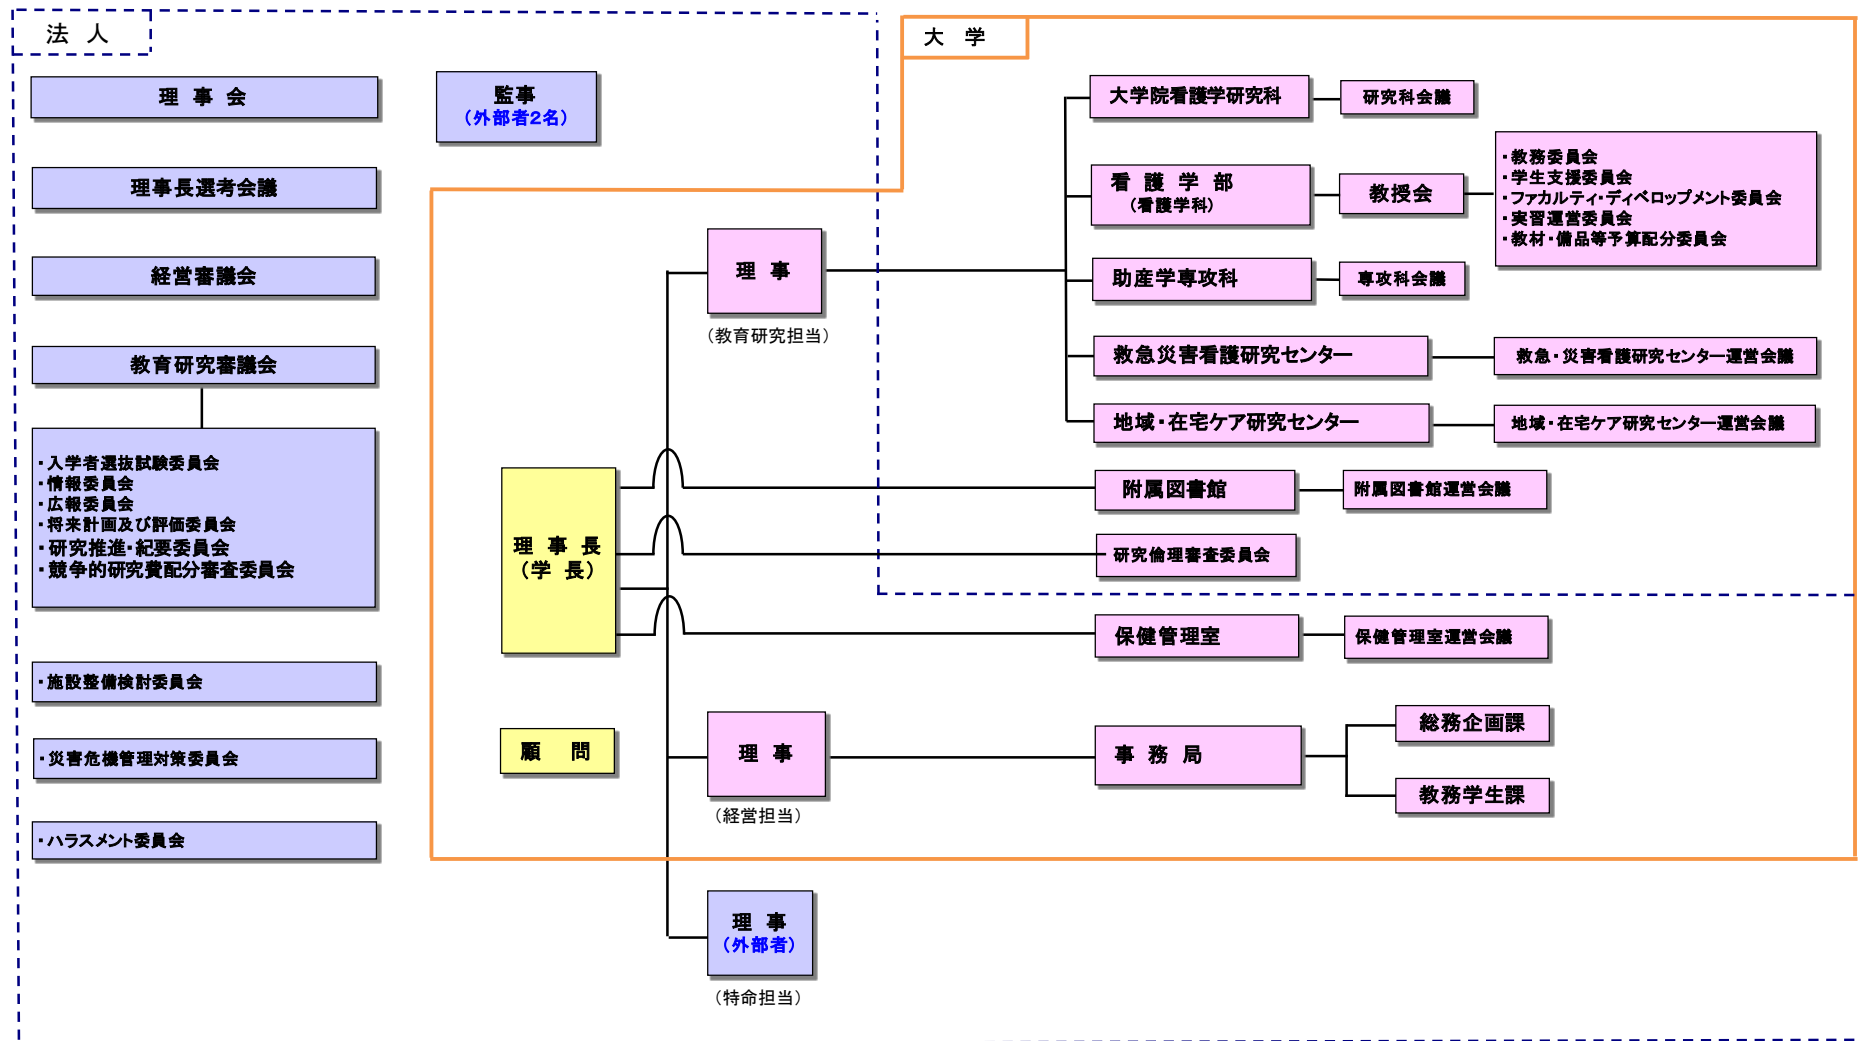 法 人
理 事 会
監事
（外部者2名）
理事長選考会議
経営審議会
教育研究審議会
・入学者選抜試験委員会
・情報委員会
・広報委員会
・将来計画及び評価委員会
・研究推進・紀要委員会
・競争的研究費配分審査委員会
・施設整備検討委員会
・災害危機管理対策委員会
・ハラスメント委員会
大 学
理 事 長
（学 長）
顧 問
理 事
（教育研究担当）
大学院看護学研究科
研究科会議
看 護 学 部
（看護学科）
教授会
・教務委員会
・学生支援委員会
・ファカルティ・ディベロップメント委員会
・実習運営委員会
・教材・備品等予算配分委員会
助産学専攻科
専攻科会議
救急災害看護研究センター
救急・災害看護研究センター運営会議
地域・在宅ケア研究センター
地域・在宅ケア研究センター運営会議
附属図書館
附属図書館運営会議
研究倫理審査委員会
保健管理室
保健管理室運営会議
理 事
（経営担当）
事 務 局
総務企画課
教務学生課
理 事
（外部者）
（特命担当）